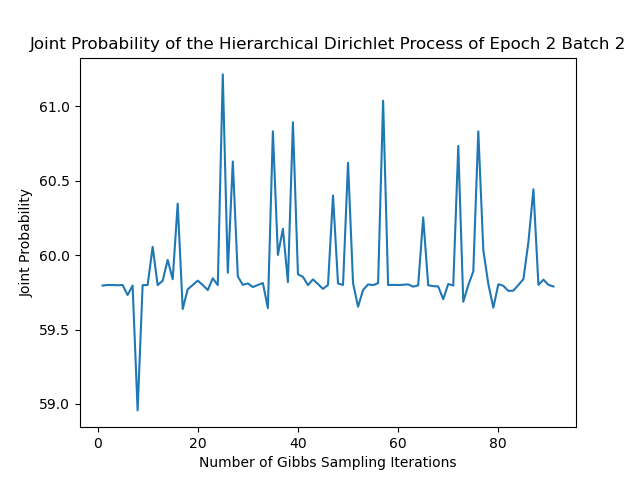 Joint Probability of the Hierarchical Dirichlet Process of Epoch 2 Batch 2
61.0
60.5
60.0
59.5
59.0
Joint Probability
0 20 40 60 80
Number of Gibbs Sampling Iterations